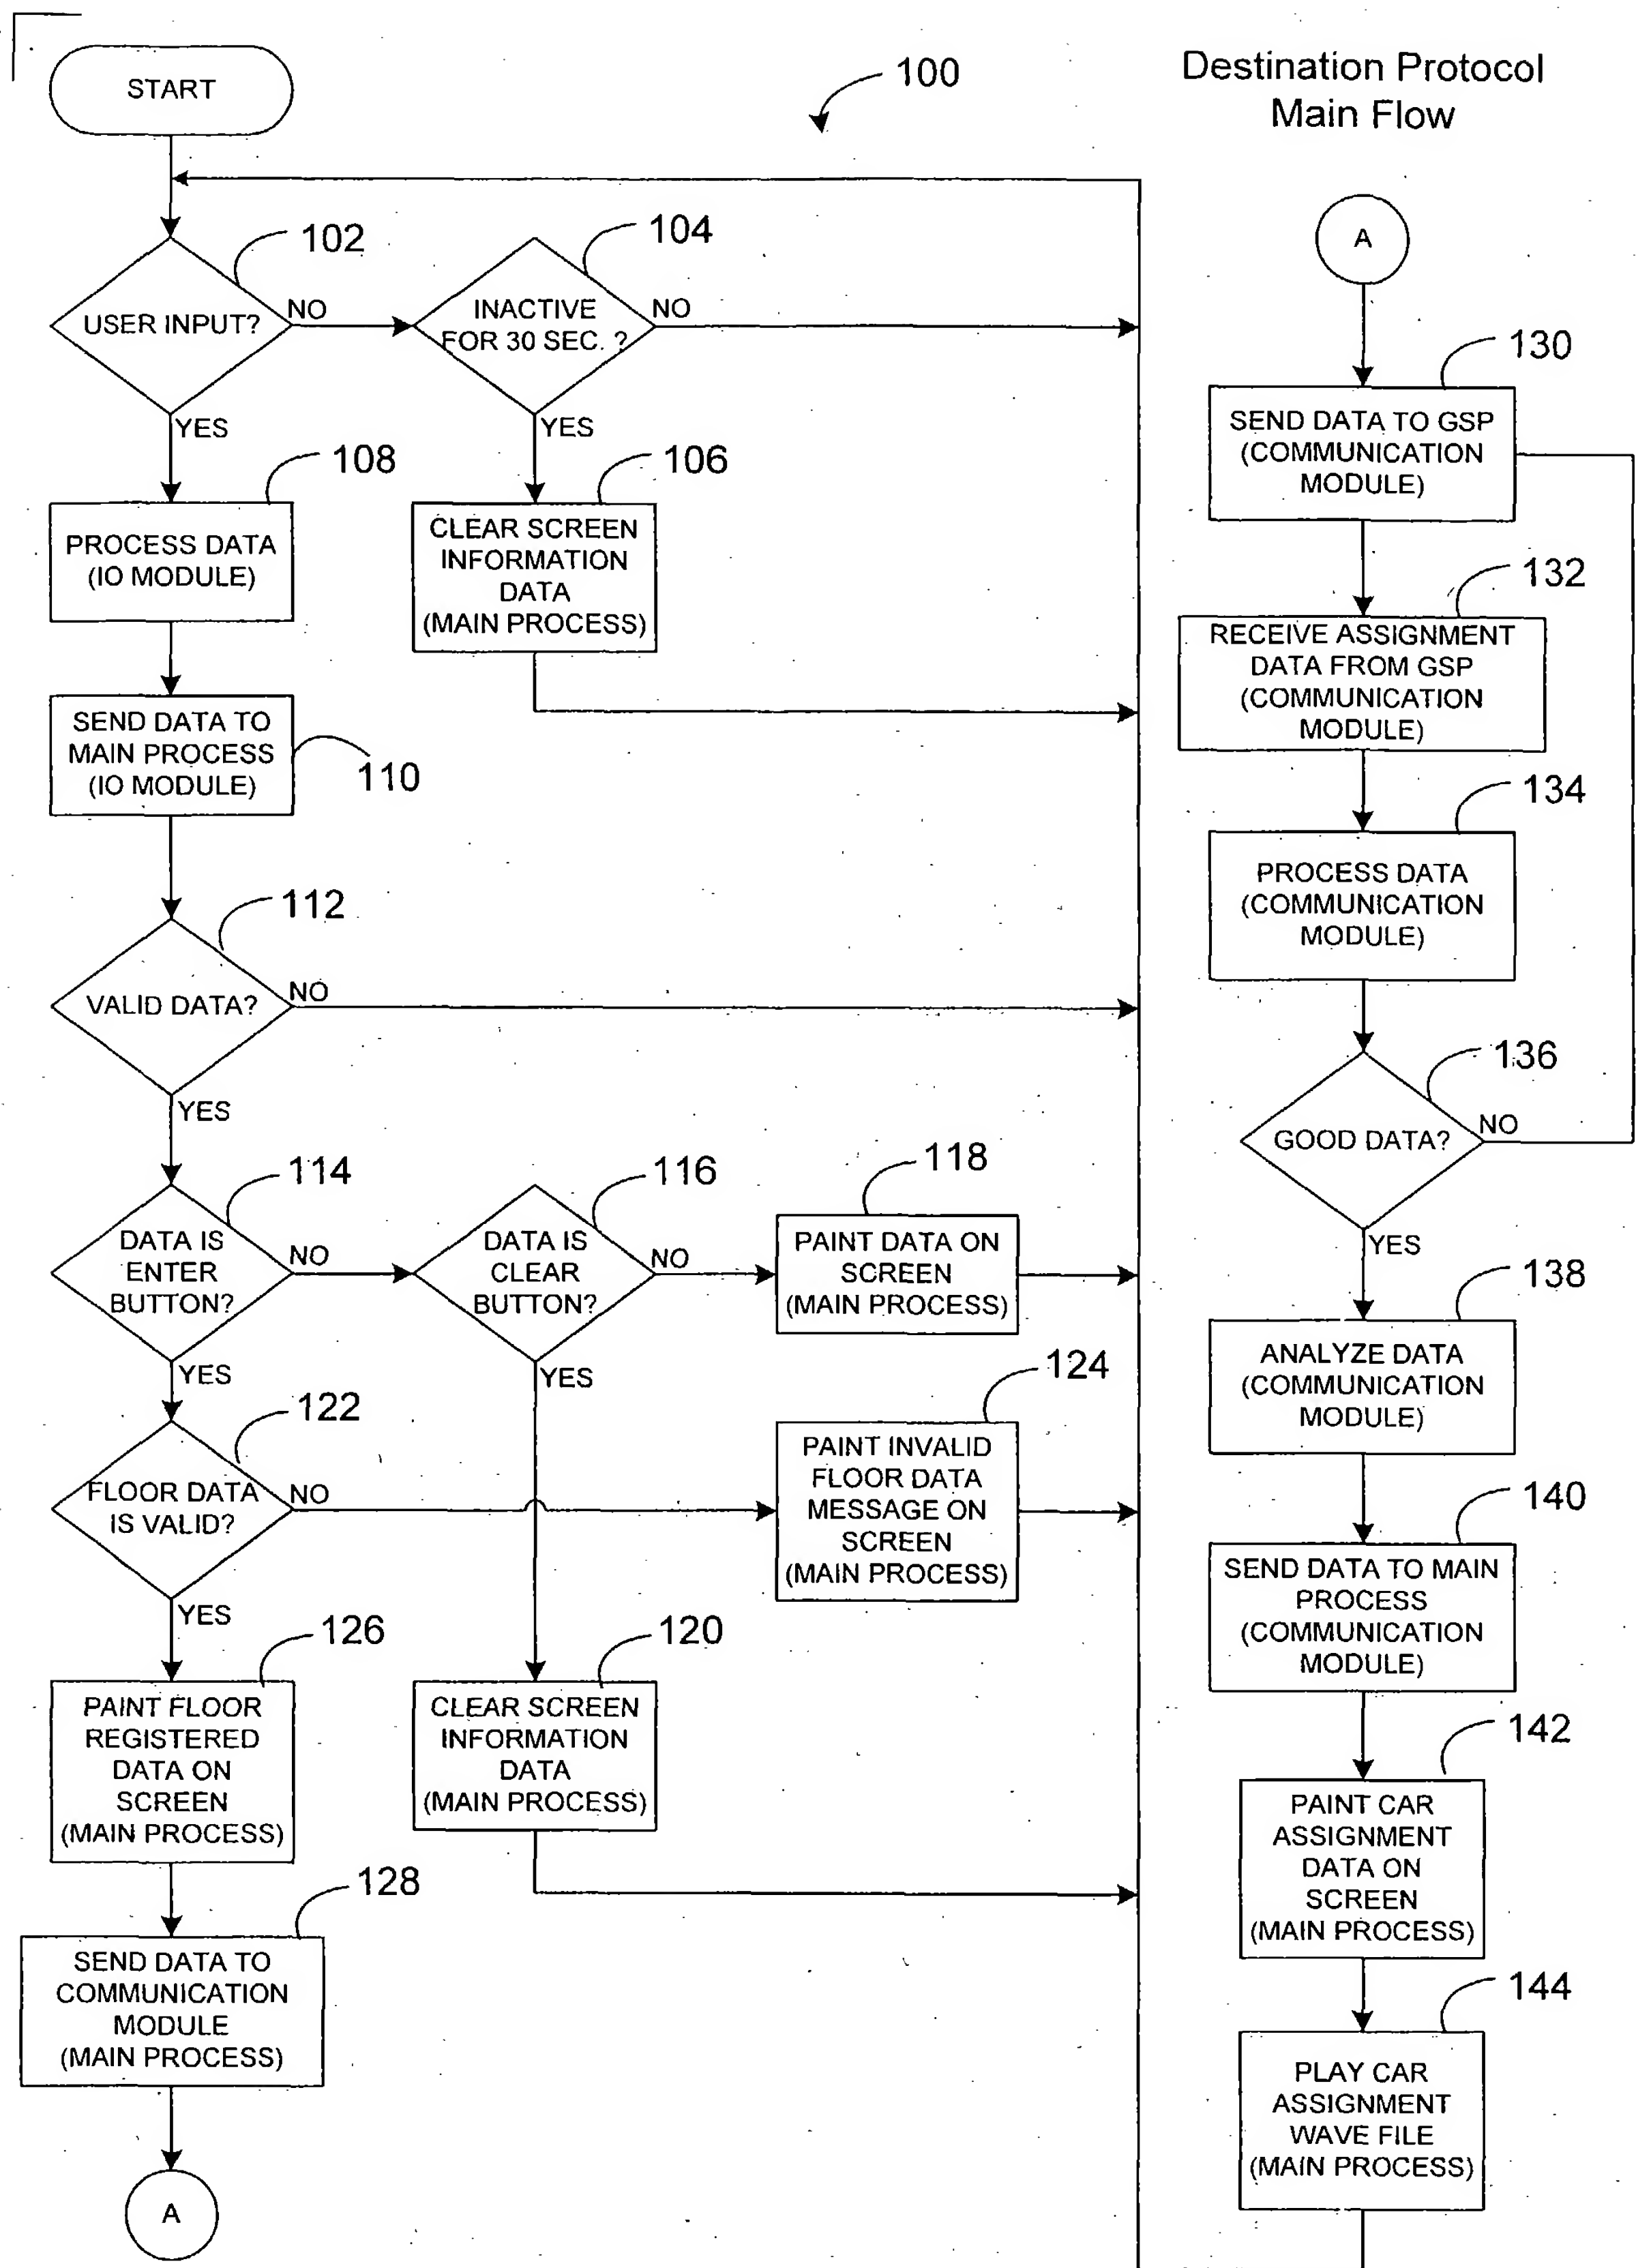 START
100
Destination Protocol
Main Flow
102
USER INPUT?
NO
YES
104
INACTIVE
FOR 30 SEC. ?
NO
YES
108
PROCESS DATA
(IO MODULE)
106
CLEAR SCREEN
INFORMATION
DATA
(MAIN PROCESS)
SEND DATA TO
MAIN PROCESS
(IO MODULE)
110
112
VALID DATA?
NO
YES
114
DATA IS
ENTER
BUTTON?
NO
YES
116
DATA IS
CLEAR
BUTTON?
NO
YES
118
PAINT DATA ON
SCREEN
(MAIN PROCESS)
122
FLOOR DATA
IS VALID?
NO
YES
124
PAINT INVALID
FLOOR DATA
MESSAGE ON
SCREEN
(MAIN PROCESS)
126
PAINT FLOOR
REGISTERED
DATA ON
SCREEN
(MAIN PROCESS)
120
CLEAR SCREEN
INFORMATION
DATA
(MAIN PROCESS)
128
SEND DATA TO
COMMUNICATION
MODULE
(MAIN PROCESS)
A
A
130
SEND DATA TO GSP
(COMMUNICATION
MODULE)
132
RECEIVE ASSIGNMENT
DATA FROM GSP
(COMMUNICATION
MODULE)
134
PROCESS DATA
(COMMUNICATION
MODULE)
136
GOOD DATA?
NO
YES
138
ANALYZE DATA
(COMMUNICATION
MODULE)
140
SEND DATA TO MAIN
PROCESS
(COMMUNICATION
MODULE)
142
PAINT CAR
ASSIGNMENT
DATA ON
SCREEN
(MAIN PROCESS)
144
PLAY CAR
ASSIGNMENT
WAVE FILE
(MAIN PROCESS)